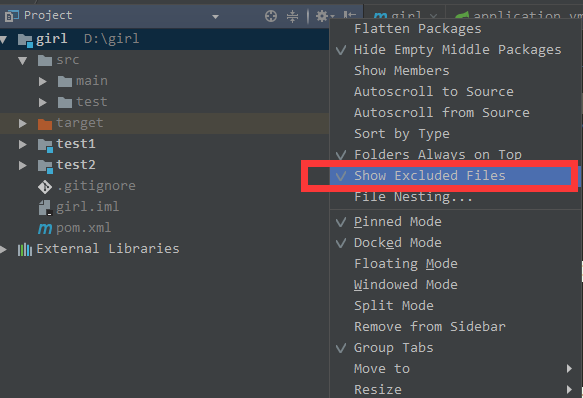 Project
girl
application.ym
girl D:\girl
src
main
test
target
test1
test2
.gitignore
girl.iml
pom.xml
External Libraries
Flatten Packages
Hide Empty Middle Packages
Show Members
Autoscroll to Source
Autoscroll from Source
Sort by Type
Folders Always on Top
Show Excluded Files
File Nesting...
Pinned Mode
Docked Mode
Floating Mode
Windowed Mode
Split Mode
Remove from Sidebar
Group Tabs
Move to
Resize